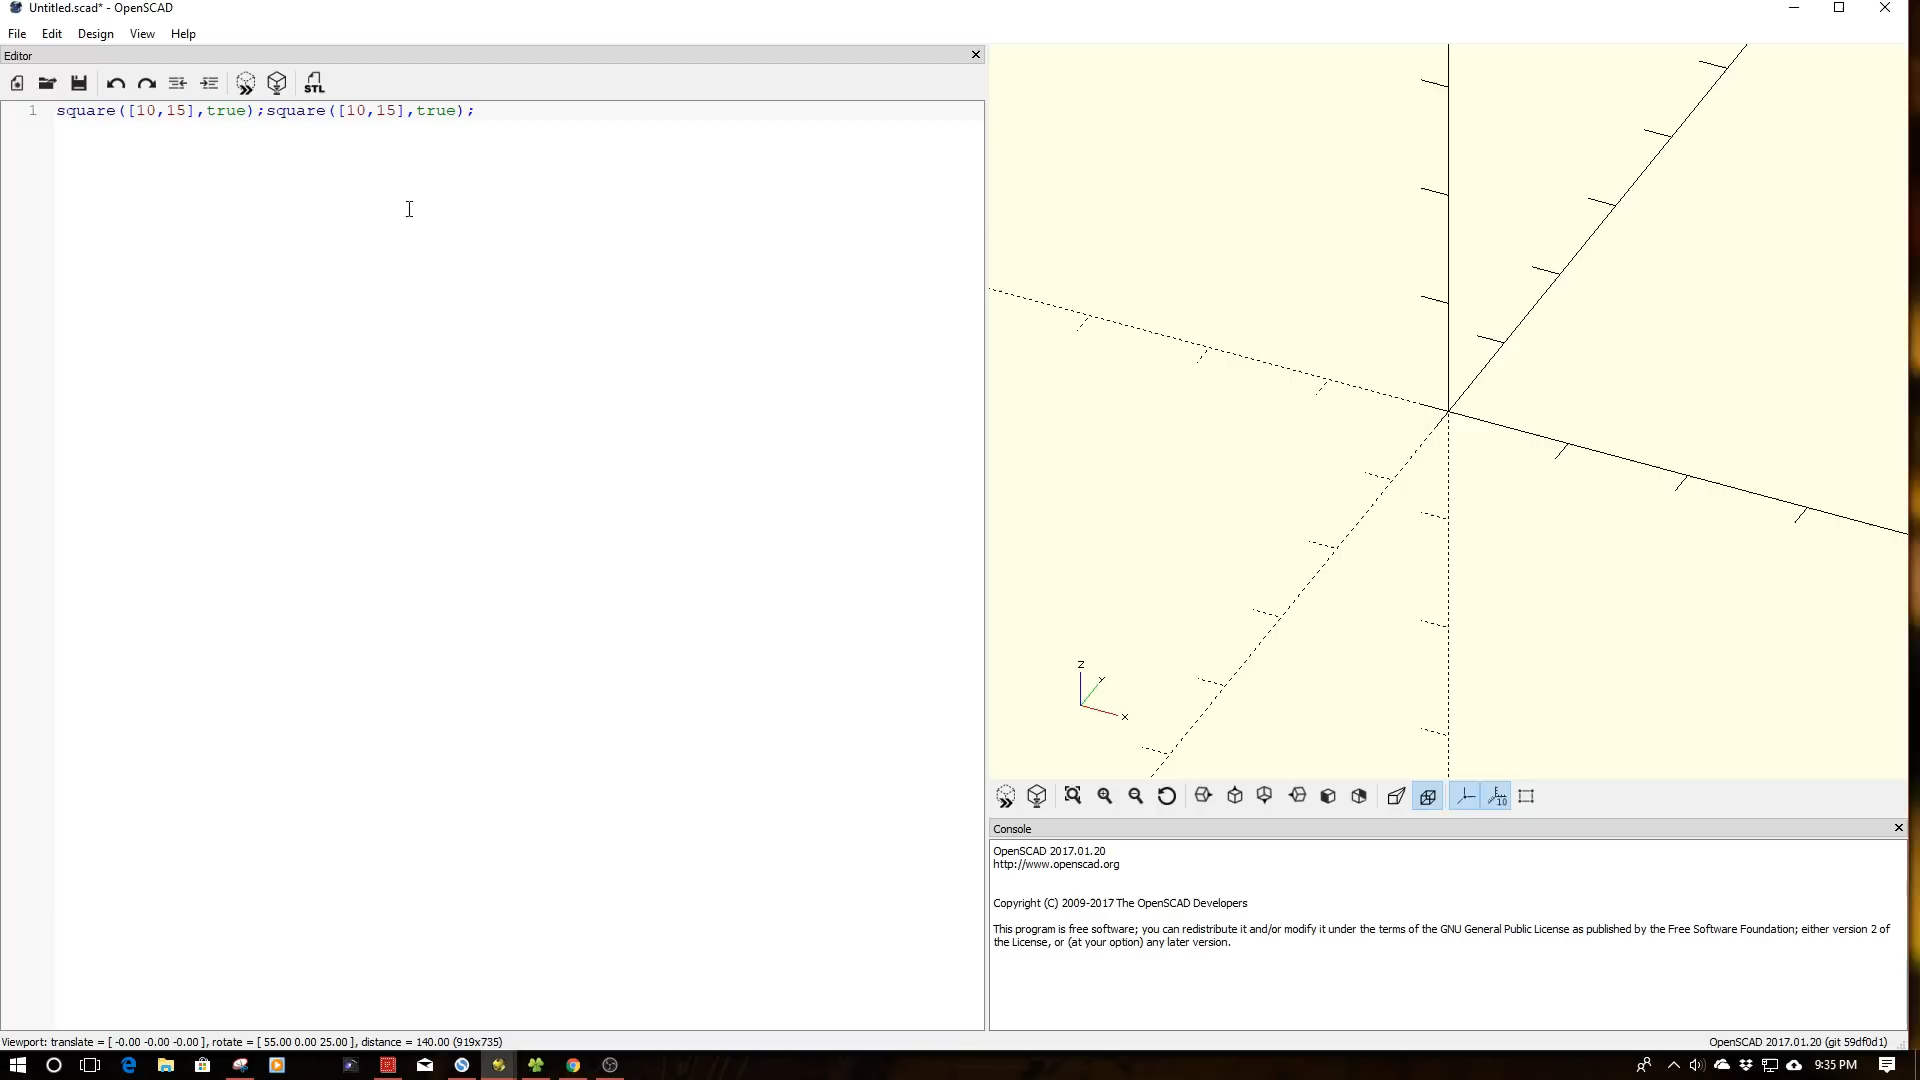 Untitled.scad* - OpenSCAD
File Edit Design View Help
Editor
STL
1 square([10,15],true);square([10,15],true);
z
y
x
10
Console
OpenSCAD 2017.01.20
http://www.openscad.org
Copyright (C) 2009-2017 The OpenSCAD Developers
This program is free software; you can redistribute it and/or modify it under the terms of the GNU General Public License as published by the Free Software Foundation; either version 2 of
the License, or (at your option) any later version.
Viewport: translate = [ -0.00 -0.00 -0.00 ], rotate = [ 55.00 0.00 25.00 ], distance = 140.00 (919x735)
OpenSCAD 2017.01.20 (git 59df0d1)
9:35 PM